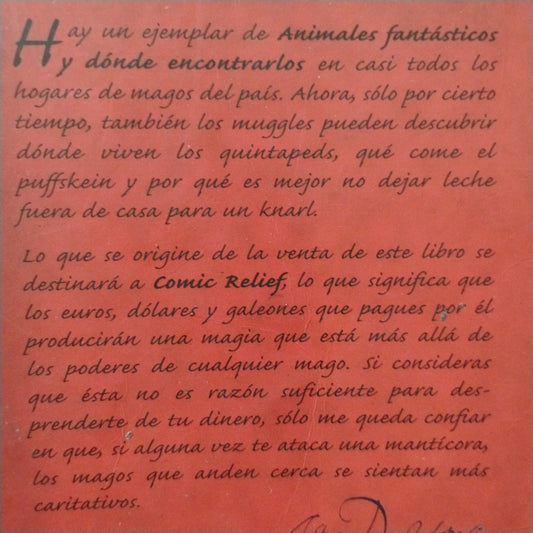 Hay un ejemplar de Animales fantásticos
y dónde encontrarlos en casi todos los
hogares de magos del país. Ahora, sólo por cierto
tiempo, también los muggles pueden descubrir
dónde viven los quintapeds, qué come el
puffskein y por qué es mejor no dejar leche
fuera de casa para un knarl.
Lo que se origine de la venta de este libro se
destinará a Comic Relief, lo que significa que
los euros, dólares y galeones que pagues por él
producirán una magia que está más allá de
los poderes de cualquier mago. Si consideras
que ésta no es razón suficiente para des-
prenderte de tu dinero, sólo me queda confiar
en que, si alguna vez te ataca una mantícora,
los magos que anden cerca se sientan más
caritativos.